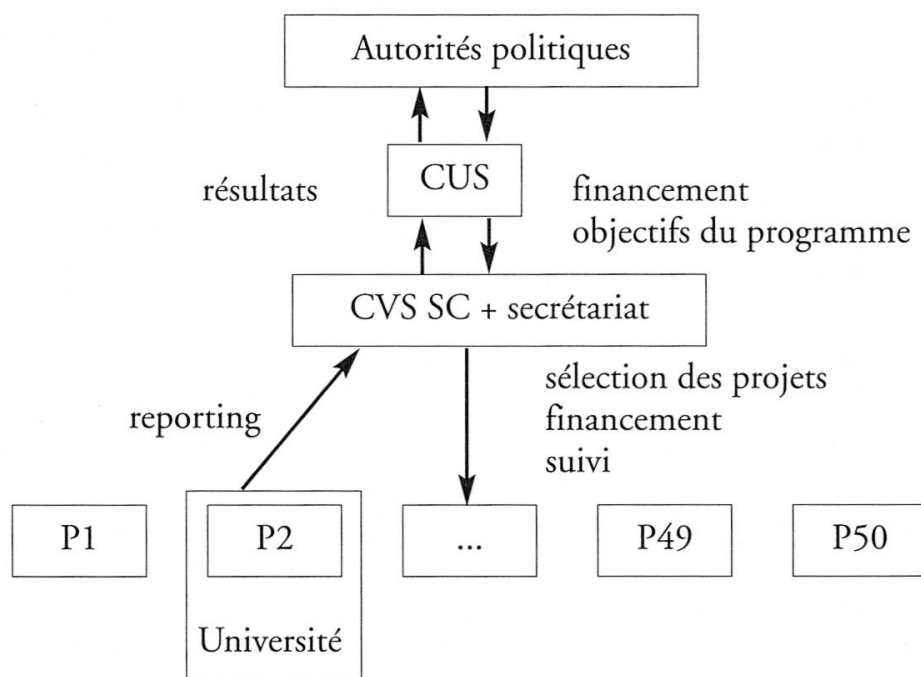 Autorités politiques
CUS
résultats
financement
objectifs du programme
CVS SC + secrétariat
sélection des projets
financement
suivi
reporting
P1
P2
...
P49
P50
Université